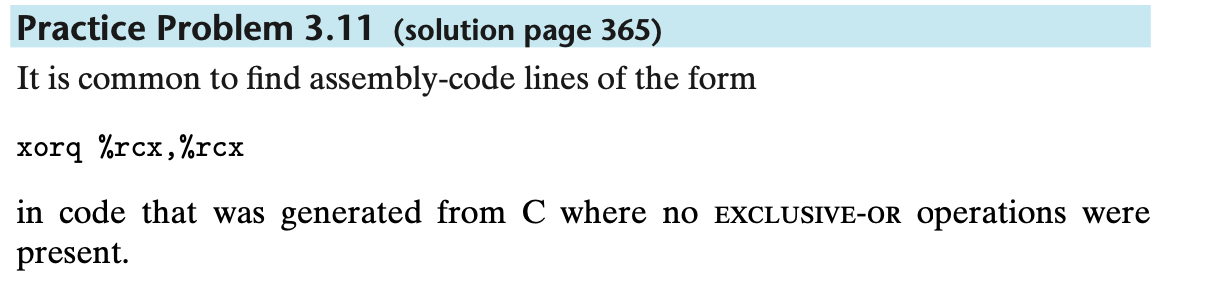 Practice Problem 3.11 (solution page 365)
It is common to find assembly-code lines of the form
xorq %rcx,%rcx
in code that was generated from C where no EXCLUSIVE-OR operations were
present.